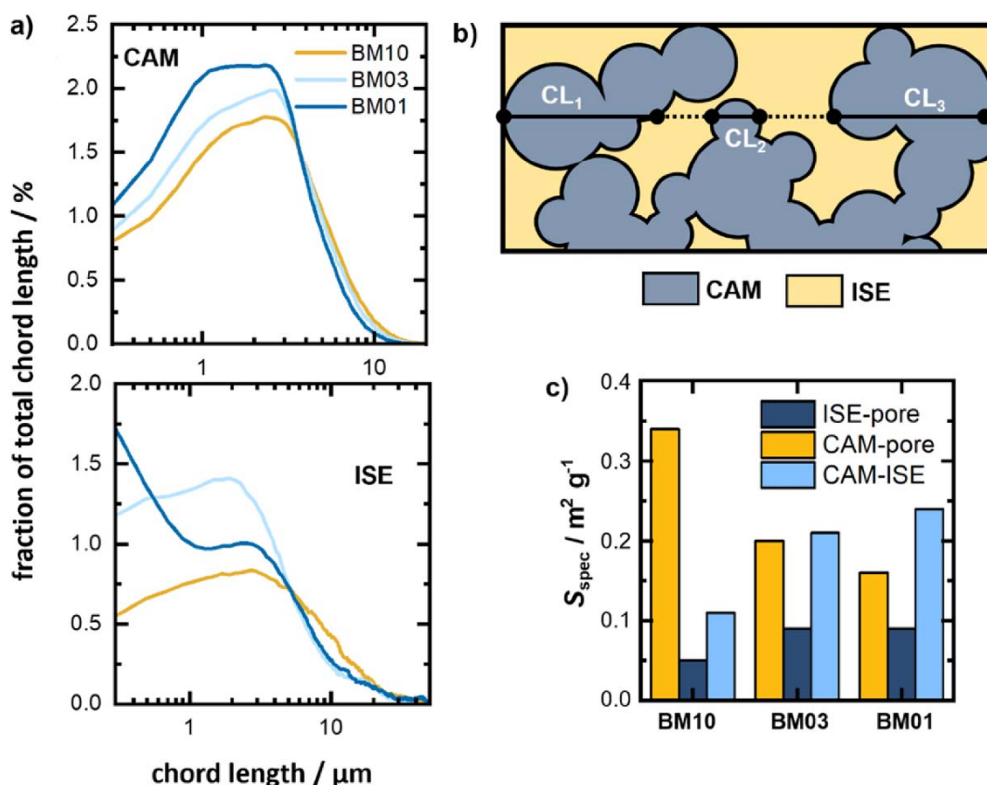 a)
CAM
BM10
BM03
BM01
2.5
2.0
1.5
1.0
0.5
0.0
1
10
2.0
1.5
1.0
0.5
0.0
ISE
1
10
fraction of total chord length / %
chord length / µm
b)
CL1
CL2
CL3
CAM
ISE
c)
0.4
0.3
0.2
0.1
0.0
Sspec / m² g⁻¹
ISE-pore
CAM-pore
CAM-ISE
BM10
BM03
BM01